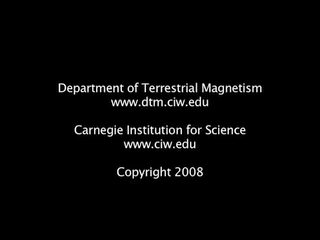 Department of Terrestrial Magnetism
www.dtm.ciw.edu
Carnegie Institution for Science
www.ciw.edu
Copyright 2008